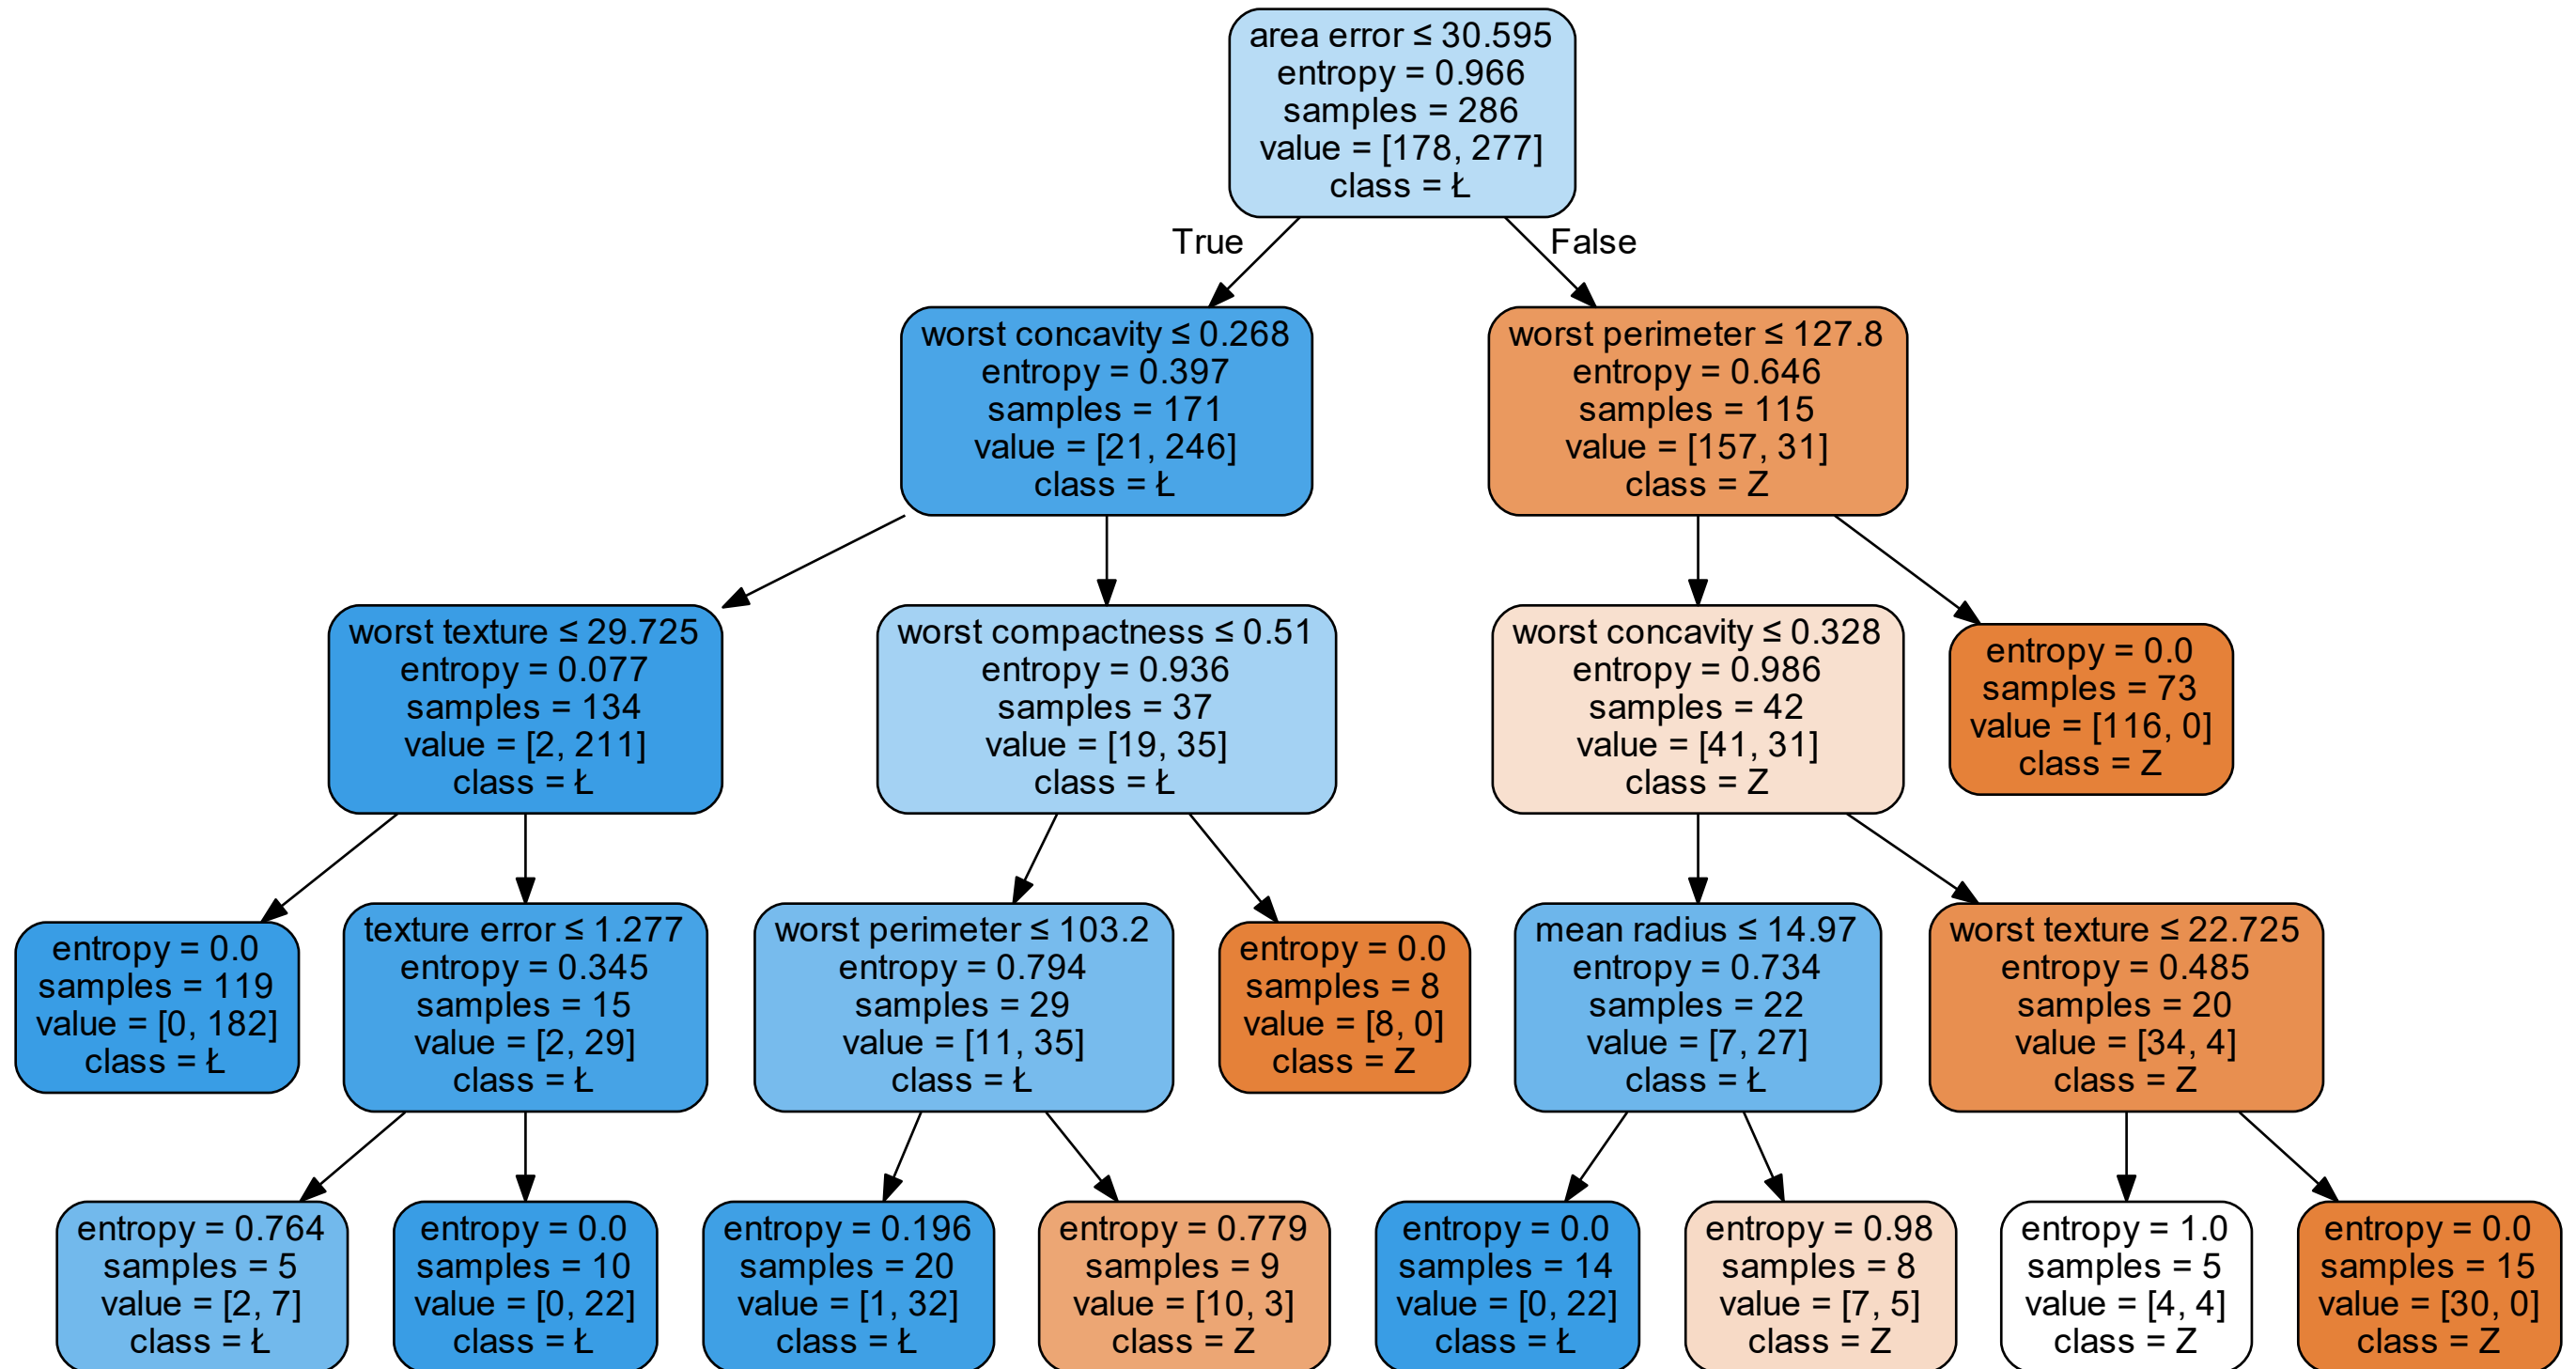 area error ≤ 30.595
entropy = 0.966
samples = 286
value = [178, 277]
class = Ł
True
False
worst concavity ≤ 0.268
entropy = 0.397
samples = 171
value = [21, 246]
class = Ł
worst perimeter ≤ 127.8
entropy = 0.646
samples = 115
value = [157, 31]
class = Z
worst texture ≤ 29.725
entropy = 0.077
samples = 134
value = [2, 211]
class = Ł
worst compactness ≤ 0.51
entropy = 0.936
samples = 37
value = [19, 35]
class = Ł
worst concavity ≤ 0.328
entropy = 0.986
samples = 42
value = [41, 31]
class = Z
entropy = 0.0
samples = 73
value = [116, 0]
class = Z
entropy = 0.0
samples = 119
value = [0, 182]
class = Ł
texture error ≤ 1.277
entropy = 0.345
samples = 15
value = [2, 29]
class = Ł
worst perimeter ≤ 103.2
entropy = 0.794
samples = 29
value = [11, 35]
class = Ł
entropy = 0.0
samples = 8
value = [8, 0]
class = Z
mean radius ≤ 14.97
entropy = 0.734
samples = 22
value = [7, 27]
class = Ł
worst texture ≤ 22.725
entropy = 0.485
samples = 20
value = [34, 4]
class = Z
entropy = 0.764
samples = 5
value = [2, 7]
class = Ł
entropy = 0.0
samples = 10
value = [0, 22]
class = Ł
entropy = 0.196
samples = 20
value = [1, 32]
class = Ł
entropy = 0.779
samples = 9
value = [10, 3]
class = Z
entropy = 0.0
samples = 14
value = [0, 22]
class = Ł
entropy = 0.98
samples = 8
value = [7, 5]
class = Z
entropy = 1.0
samples = 5
value = [4, 4]
class = Z
entropy = 0.0
samples = 15
value = [30, 0]
class = Z